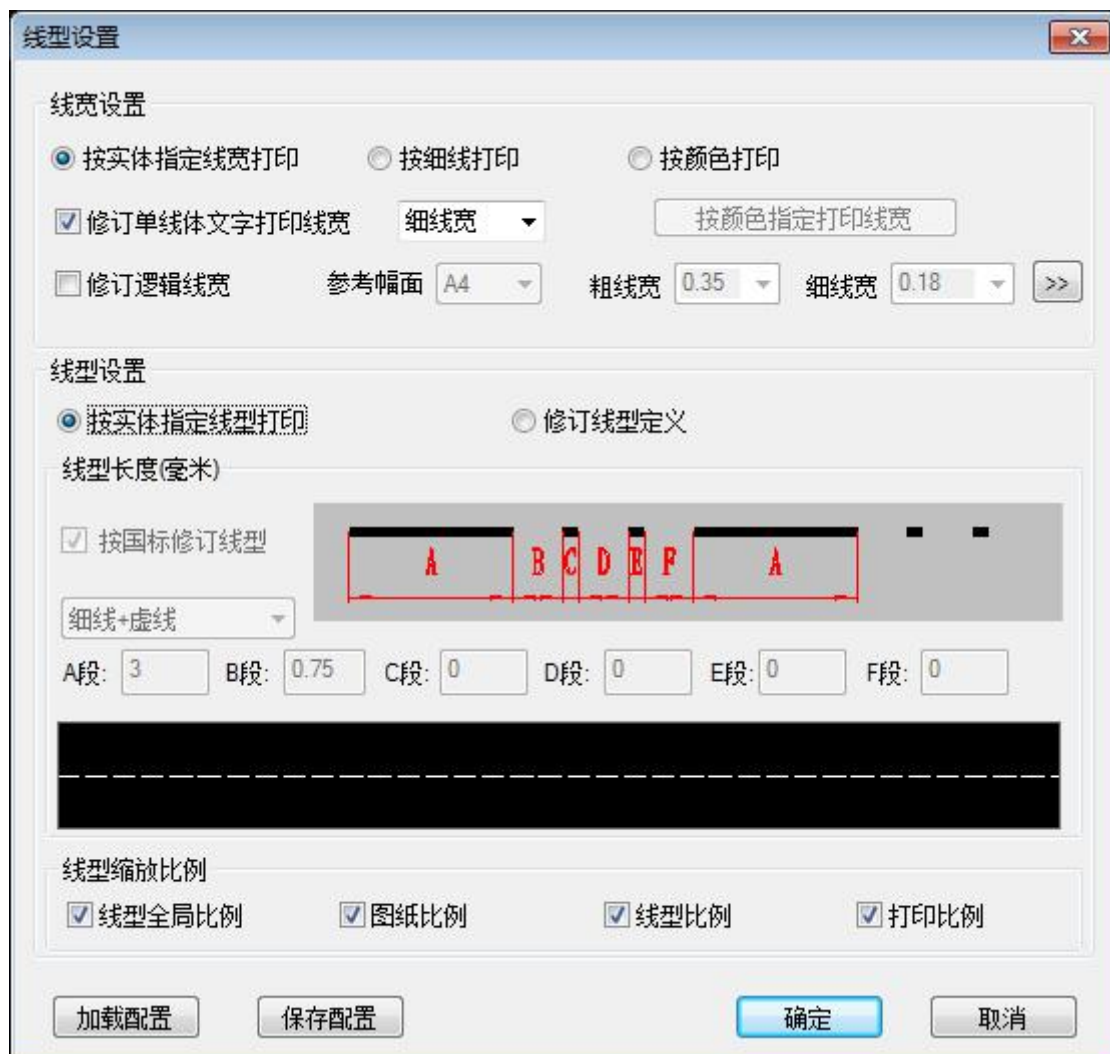 线型设置
线宽设置
按实体指定线宽打印 按细线打印 按颜色打印
修订单线体文字打印线宽 细线宽 按颜色指定打印线宽
修订逻辑线宽 参考幅面 A4 粗线宽 0.35 细线宽 0.18 >>
线型设置
按实体指定线型打印 修订线型定义
线型长度(毫米)
按国标修订线型
A B C D E F A
细线+虚线
A段: 3 B段: 0.75 C段: 0 D段: 0 E段: 0 F段: 0
线型缩放比例
线型全局比例 图纸比例 线型比例 打印比例
加载配置 保存配置 确定 取消